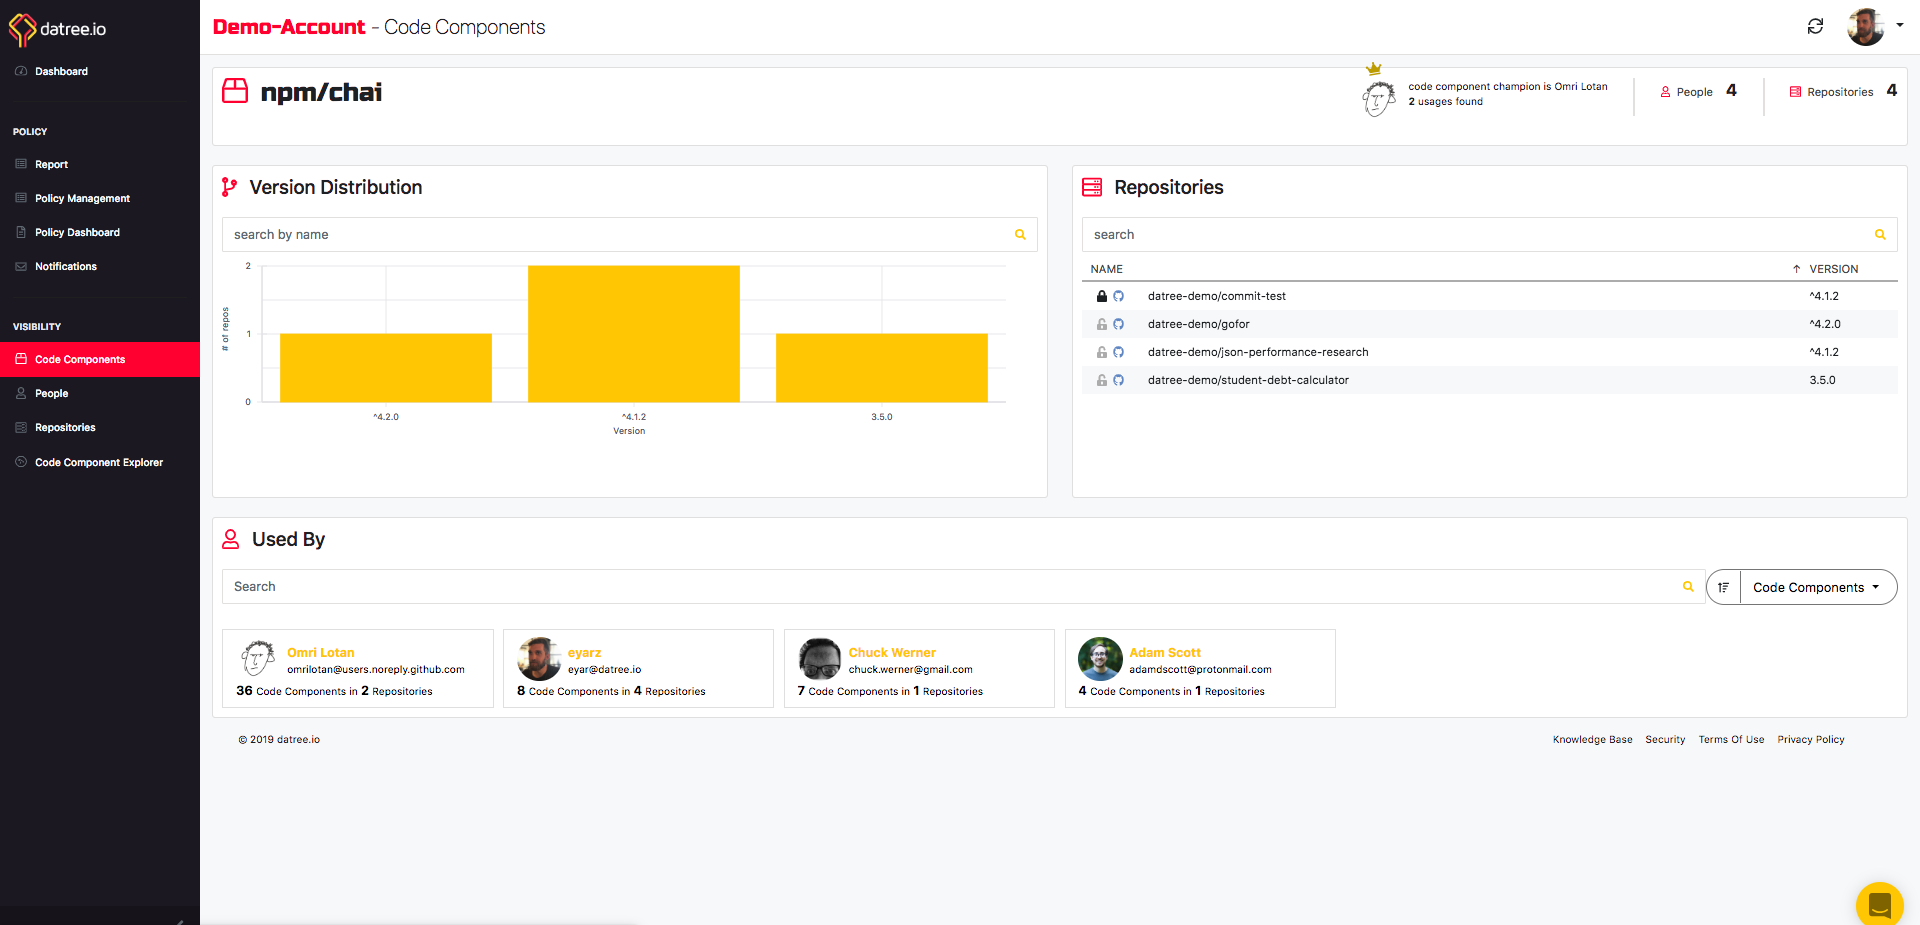 datree.io
Demo-Account - Code Components
Dashboard
POLICY
Report
Policy Management
Policy Dashboard
Notifications
VISIBILITY
Code Components
People
Repositories
Code Component Explorer
npm/chai
code component champion is Omri Lotan
2 usages found
People 4
Repositories 4
Version Distribution
search by name
2
1
0
# of repos
^4.2.0
^4.1.2
3.5.0
Version
Repositories
search
NAME ↑ VERSION
datree-demo/commit-test ^4.1.2
datree-demo/gofor ^4.2.0
datree-demo/json-performance-research ^4.1.2
datree-demo/student-debt-calculator 3.5.0
Used By
Search
Code Components
Omri Lotan
omrilotan@users.noreply.github.com
36 Code Components in 2 Repositories
eyarz
eyar@datree.io
8 Code Components in 4 Repositories
Chuck Werner
chuck.werner@gmail.com
7 Code Components in 1 Repositories
Adam Scott
adamdscott@protonmail.com
4 Code Components in 1 Repositories
© 2019 datree.io
Knowledge Base Security Terms Of Use Privacy Policy